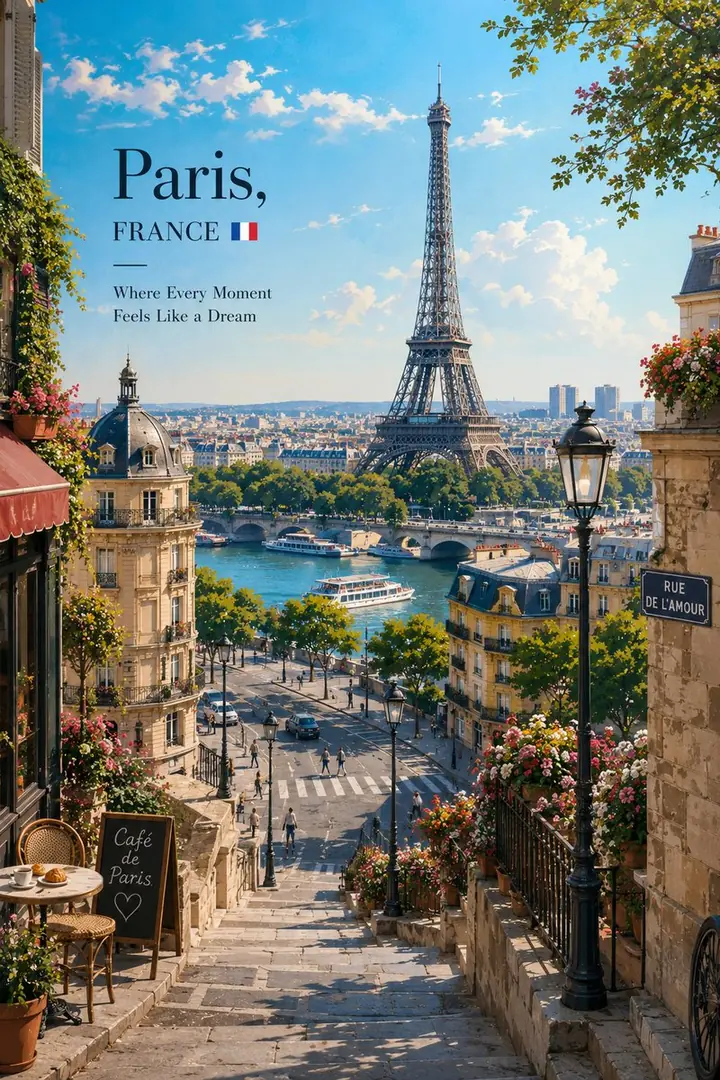 Paris,
FRANCE 🇫🇷
Where Every Moment
Feels Like a Dream
RUE
DE L'AMOUR
Café
de
Paris.